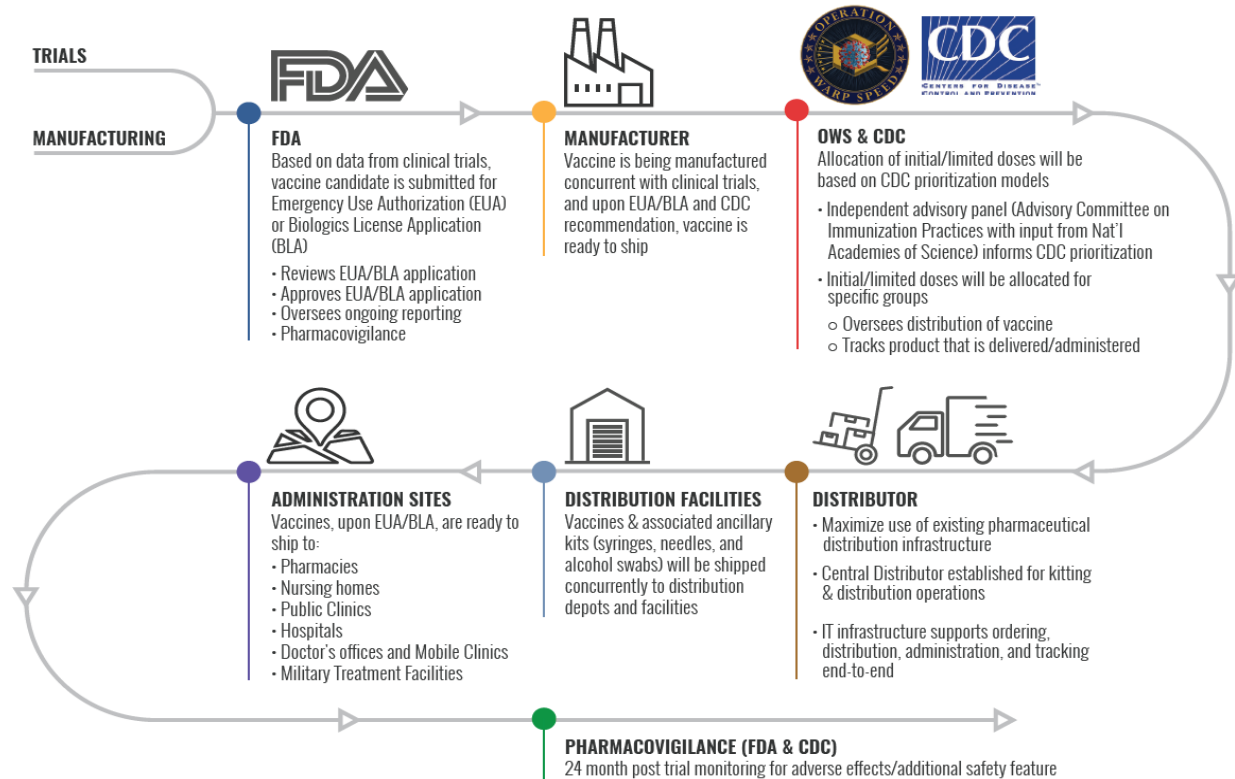 TRIALS
MANUFACTURING
FDA
FDA
Based on data from clinical trials,
vaccine candidate is submitted for
Emergency Use Authorization (EUA)
or Biologics License Application
(BLA)
• Reviews EUA/BLA application
• Approves EUA/BLA application
• Oversees ongoing reporting
• Pharmacovigilance
MANUFACTURER
Vaccine is being manufactured
concurrent with clinical trials,
and upon EUA/BLA and CDC
recommendation, vaccine is
ready to ship
OPERATION
WARP SPEED
CDC
CENTERS FOR DISEASE™
CONTROL AND PREVENTION
OWS & CDC
Allocation of initial/limited doses will be
based on CDC prioritization models
• Independent advisory panel (Advisory Committee on
Immunization Practices with input from Nat'l
Academies of Science) informs CDC prioritization
• Initial/limited doses will be allocated for
specific groups
o Oversees distribution of vaccine
o Tracks product that is delivered/administered
ADMINISTRATION SITES
Vaccines, upon EUA/BLA, are ready to
ship to:
• Pharmacies
• Nursing homes
• Public Clinics
• Hospitals
• Doctor's offices and Mobile Clinics
• Military Treatment Facilities
DISTRIBUTION FACILITIES
Vaccines & associated ancillary
kits (syringes, needles, and
alcohol swabs) will be shipped
concurrently to distribution
depots and facilities
DISTRIBUTOR
• Maximize use of existing pharmaceutical
distribution infrastructure
• Central Distributor established for kitting
& distribution operations
• IT infrastructure supports ordering,
distribution, administration, and tracking
end-to-end
PHARMACOVIGILANCE (FDA & CDC)
24 month post trial monitoring for adverse effects/additional safety feature